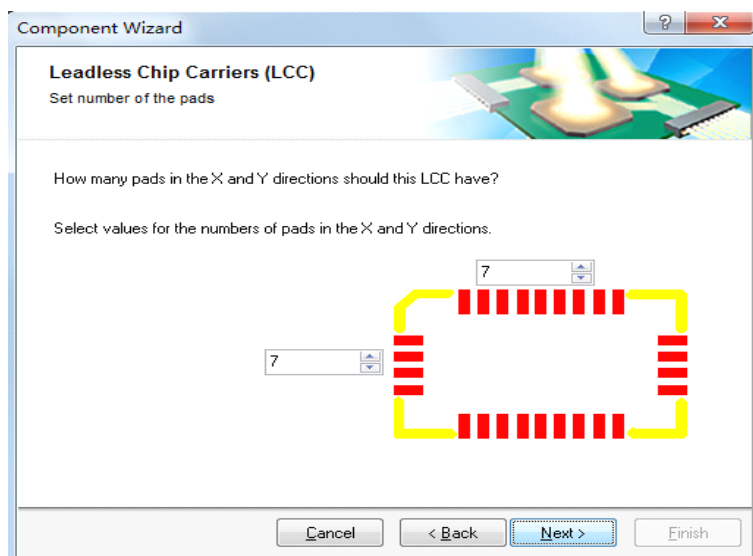 Component Wizard
?
X
Leadless Chip Carriers (LCC)
Set number of the pads
How many pads in the X and Y directions should this LCC have?
Select values for the numbers of pads in the X and Y directions.
7
7
Cancel
< Back
Next >
Finish